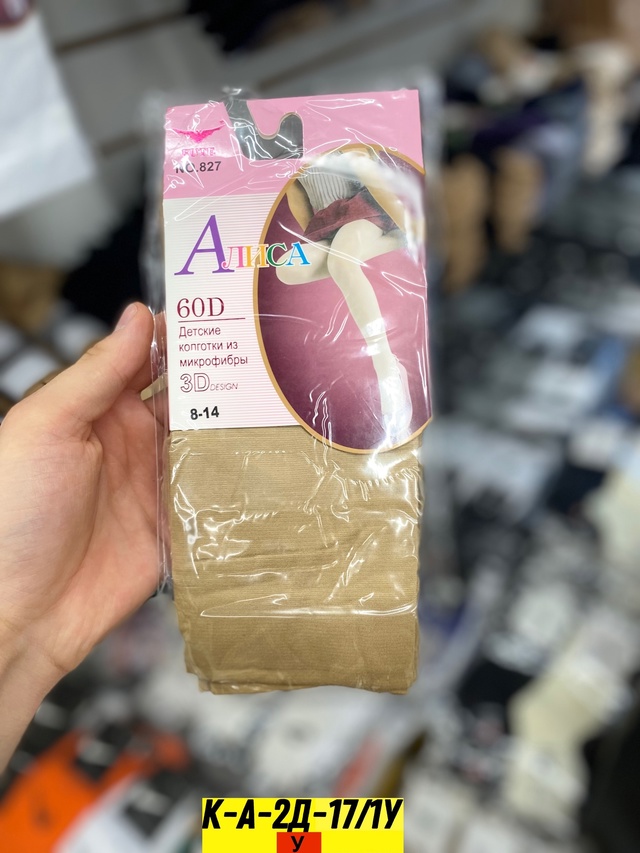 NO.827
Алиса
60D
Детские
колготки из
микрофибры
3D DESIGN
8-14
К-А-2Д-17/1У
У